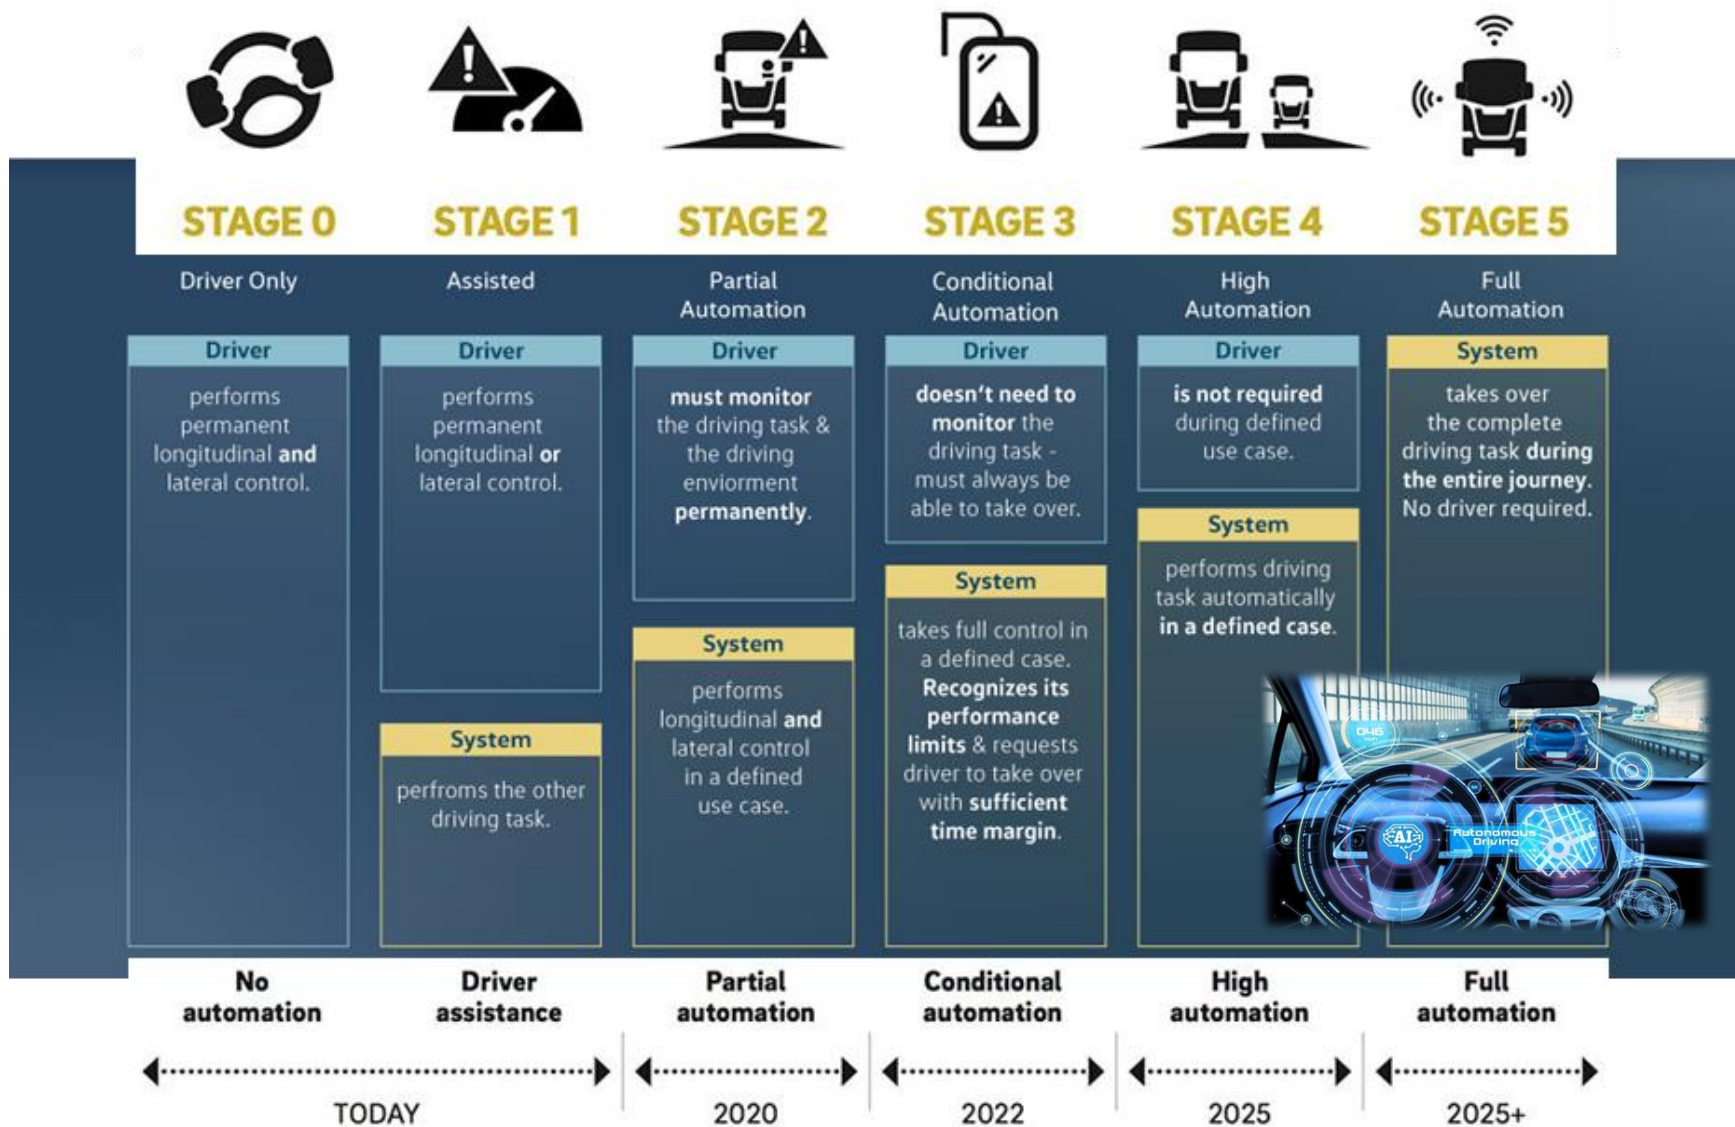 STAGE 0
STAGE 1
STAGE 2
STAGE 3
STAGE 4
STAGE 5
Driver Only
Assisted
Partial
Automation
Conditional
Automation
High
Automation
Full
Automation
Driver
performs
permanent
longitudinal and
lateral control.
Driver
performs
permanent
longitudinal or
lateral control.
System
perfroms the other
driving task.
Driver
must monitor
the driving task &
the driving
enviorment
permanently.
System
performs
longitudinal and
lateral control
in a defined
use case.
Driver
doesn't need to
monitor the
driving task -
must always be
able to take over.
System
takes full control in
a defined case.
Recognizes its
performance
limits & requests
driver to take over
with sufficient
time margin.
Driver
is not required
during defined
use case.
System
performs driving
task automatically
in a defined case.
System
takes over
the complete
driving task during
the entire journey.
No driver required.
046
AI
Autonomous
Driving
No
automation
Driver
assistance
Partial
automation
Conditional
automation
High
automation
Full
automation
TODAY
2020
2022
2025
2025+